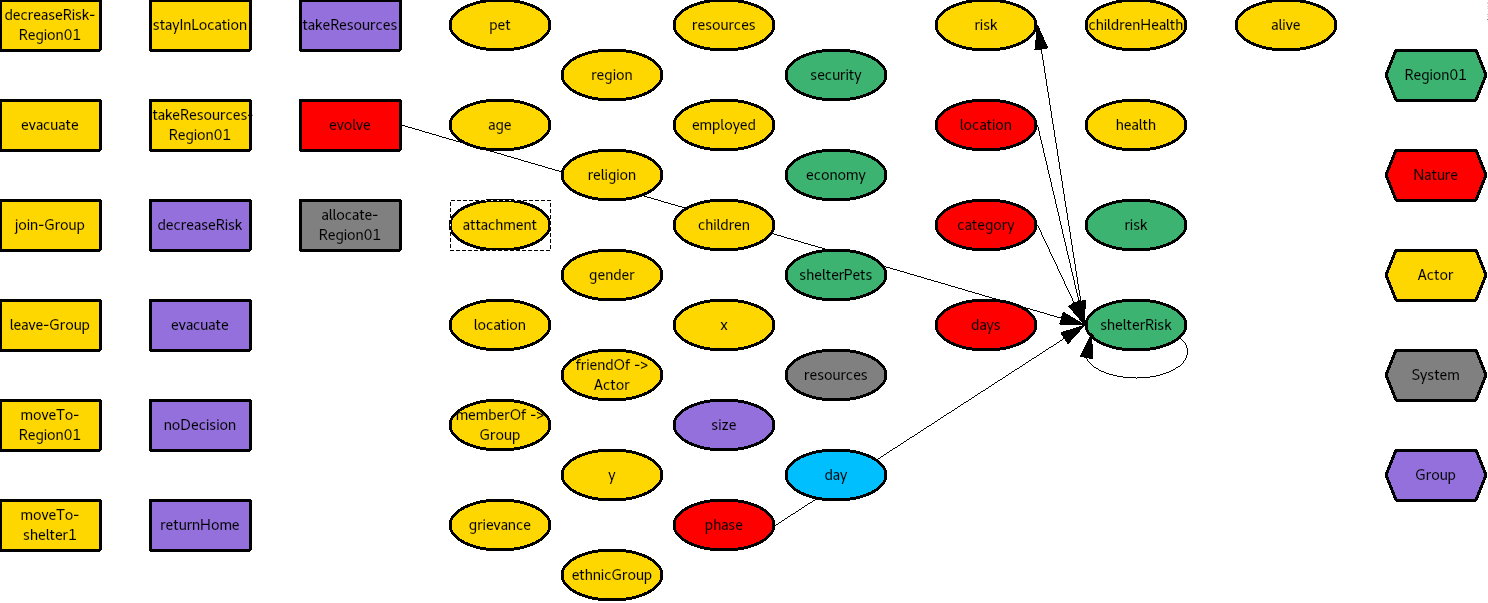 decreaseRisk-
Region01
stayInLocation
takeResources
pet
resources
risk
childrenHealth
alive
region
security
Region01
evacuate
takeResources-
Region01
evolve
age
employed
location
health
religion
economy
Nature
join-Group
decreaseRisk
allocate-
Region01
attachment
children
category
risk
gender
shelterPets
Actor
leave-Group
evacuate
location
x
days
shelterRisk
friendOf ->
Actor
resources
System
moveTo-
Region01
noDecision
memberOf ->
Group
size
y
day
Group
moveTo-
shelter1
returnHome
grievance
phase
ethnicGroup